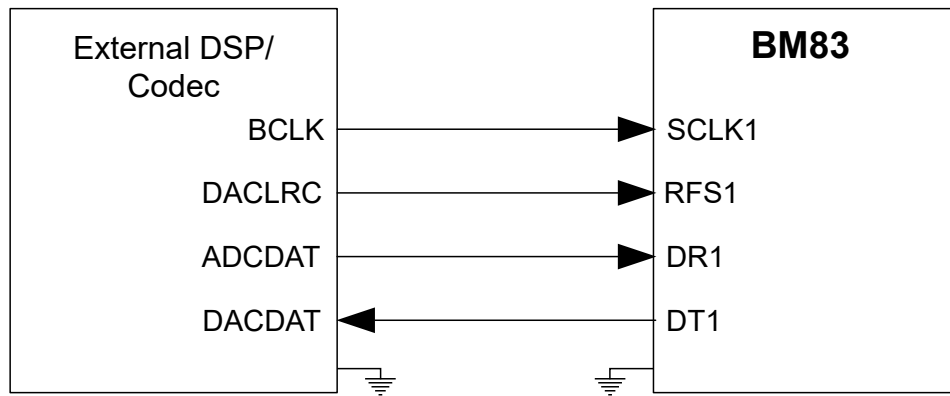 External DSP/
Codec
BM83
BCLK
SCLK1
DACLRC
RFS1
ADCDAT
DR1
DACDAT
DT1